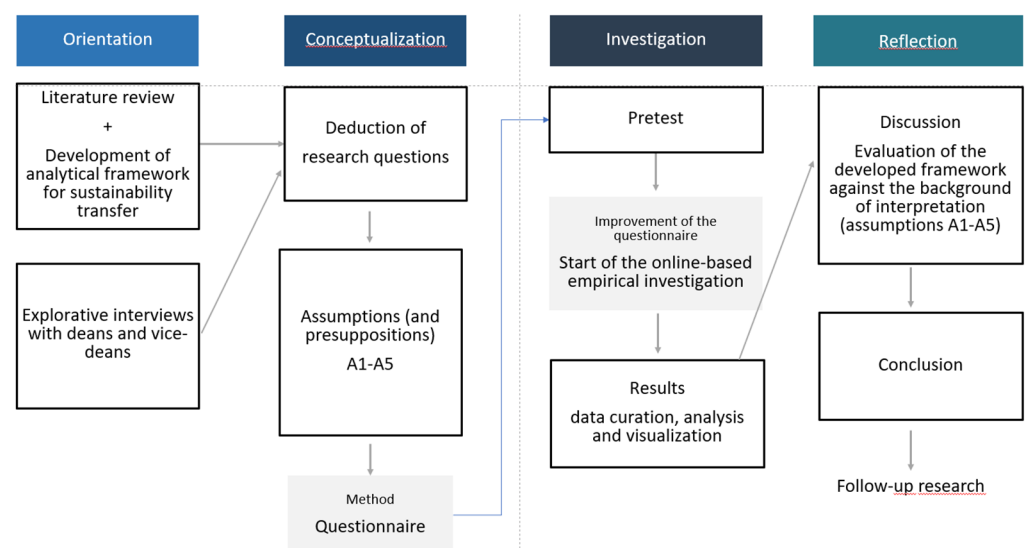 Orientation
Literature review
+
Development of
analytical framework
for sustainability
transfer
Explorative interviews
with deans and vice-
deans
Conceptualization
Deduction of
research questions
Assumptions (and
presuppositions)
A1-A5
Method
Questionnaire
Investigation
Pretest
Improvement of the
questionnaire
Start of the online-based
empirical investigation
Results
data curation, analysis
and visualization
Reflection
Discussion
Evaluation of the
developed framework
against the background
of interpretation
(assumptions A1-A5)
Conclusion
Follow-up research